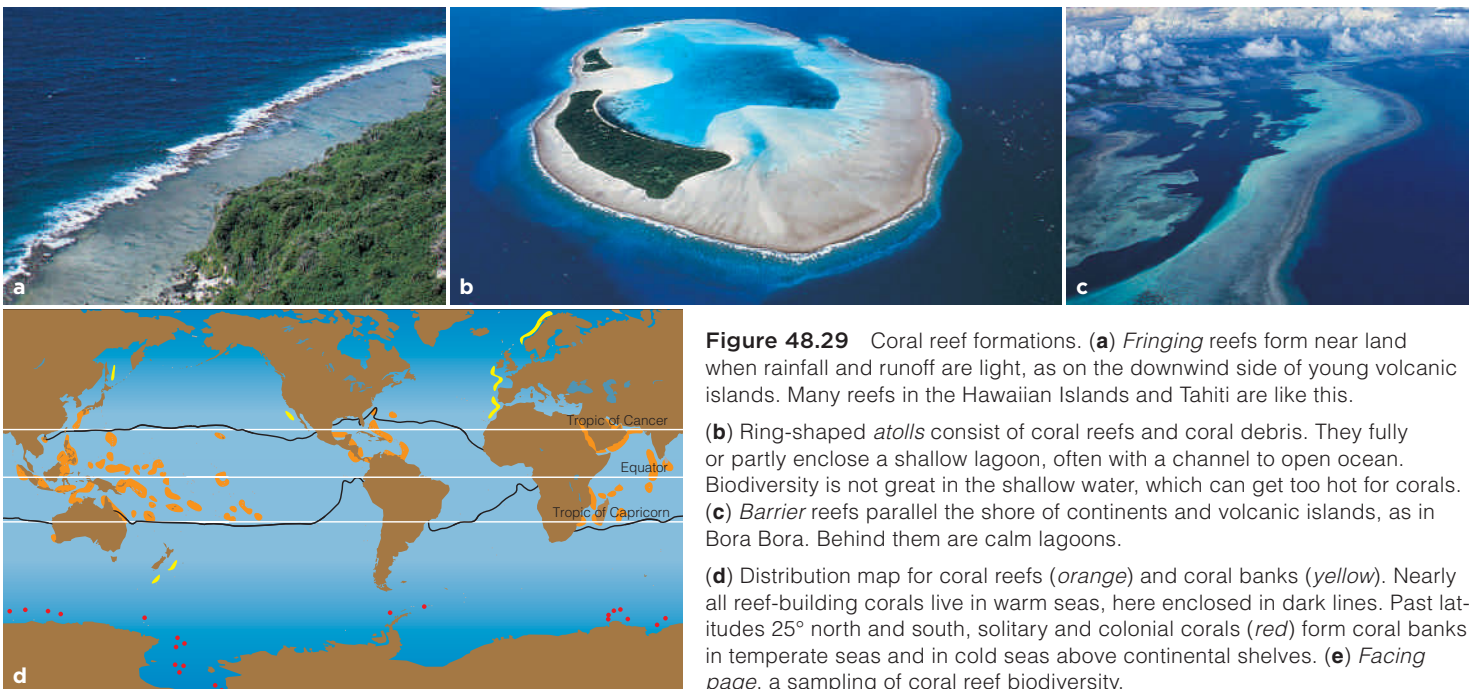 a
b
c
Tropic of Cancer
Equator
Tropic of Capricorn
d
Figure 48.29 Coral reef formations. (a) Fringing reefs form near land
when rainfall and runoff are light, as on the downwind side of young volcanic
islands. Many reefs in the Hawaiian Islands and Tahiti are like this.
(b) Ring-shaped atolls consist of coral reefs and coral debris. They fully
or partly enclose a shallow lagoon, often with a channel to open ocean.
Biodiversity is not great in the shallow water, which can get too hot for corals.
(c) Barrier reefs parallel the shore of continents and volcanic islands, as in
Bora Bora. Behind them are calm lagoons.
(d) Distribution map for coral reefs (orange) and coral banks (yellow). Nearly
all reef-building corals live in warm seas, here enclosed in dark lines. Past lat-
itudes 25° north and south, solitary and colonial corals (red) form coral banks
in temperate seas and in cold seas above continental shelves. (e) Facing
page, a sampling of coral reef biodiversity.